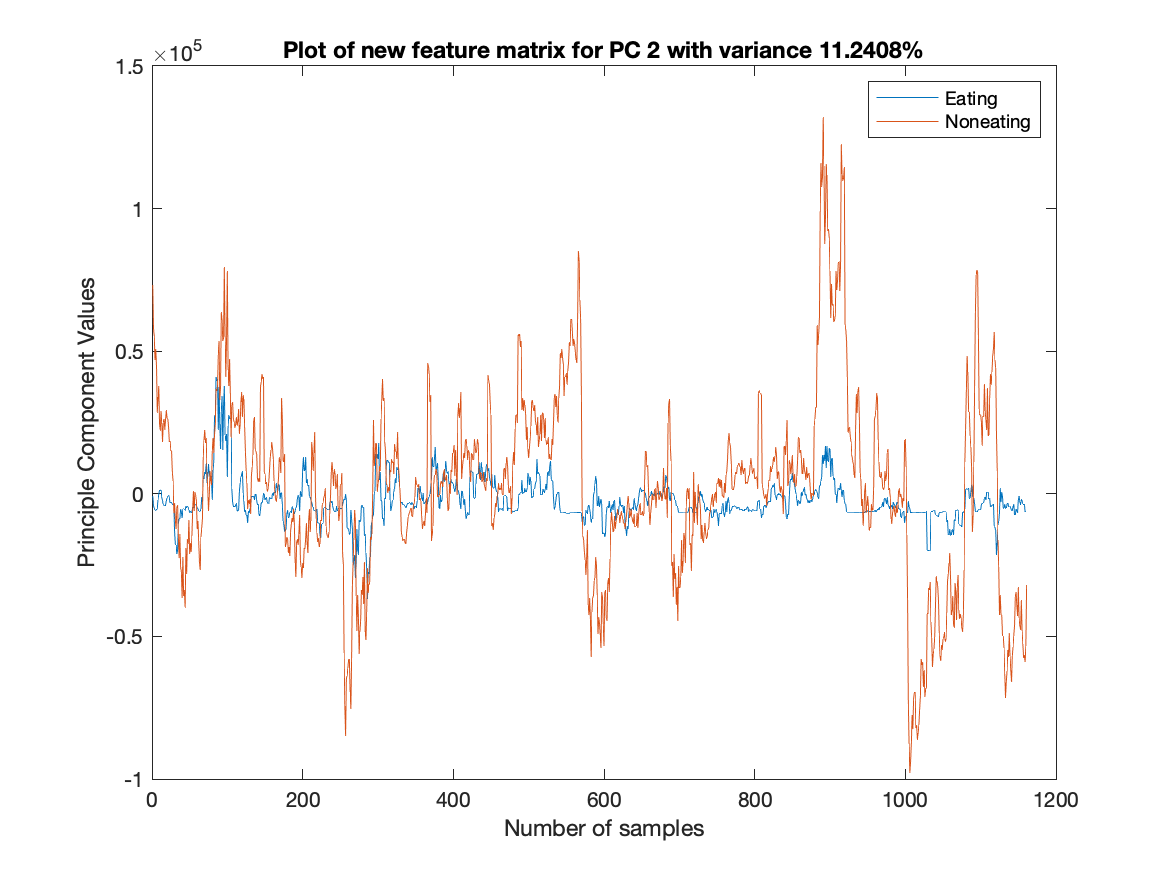 ×10^5
Plot of new feature matrix for PC 2 with variance 11.2408%
1.5
Eating
Noneating
1
0.5
0
-0.5
-1
Principle Component Values
0 200 400 600 800 1000 1200
Number of samples